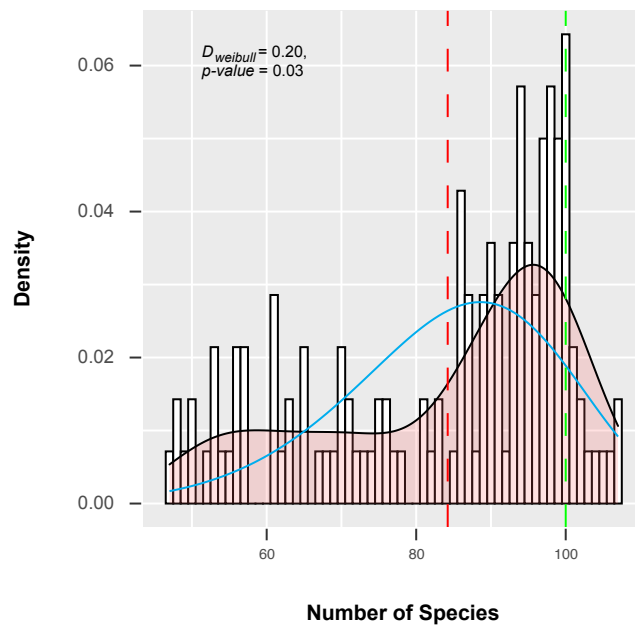 D weibull = 0.20,
p-value = 0.03
0.06
0.04
0.02
0.00
Density
60 80 100
Number of Species